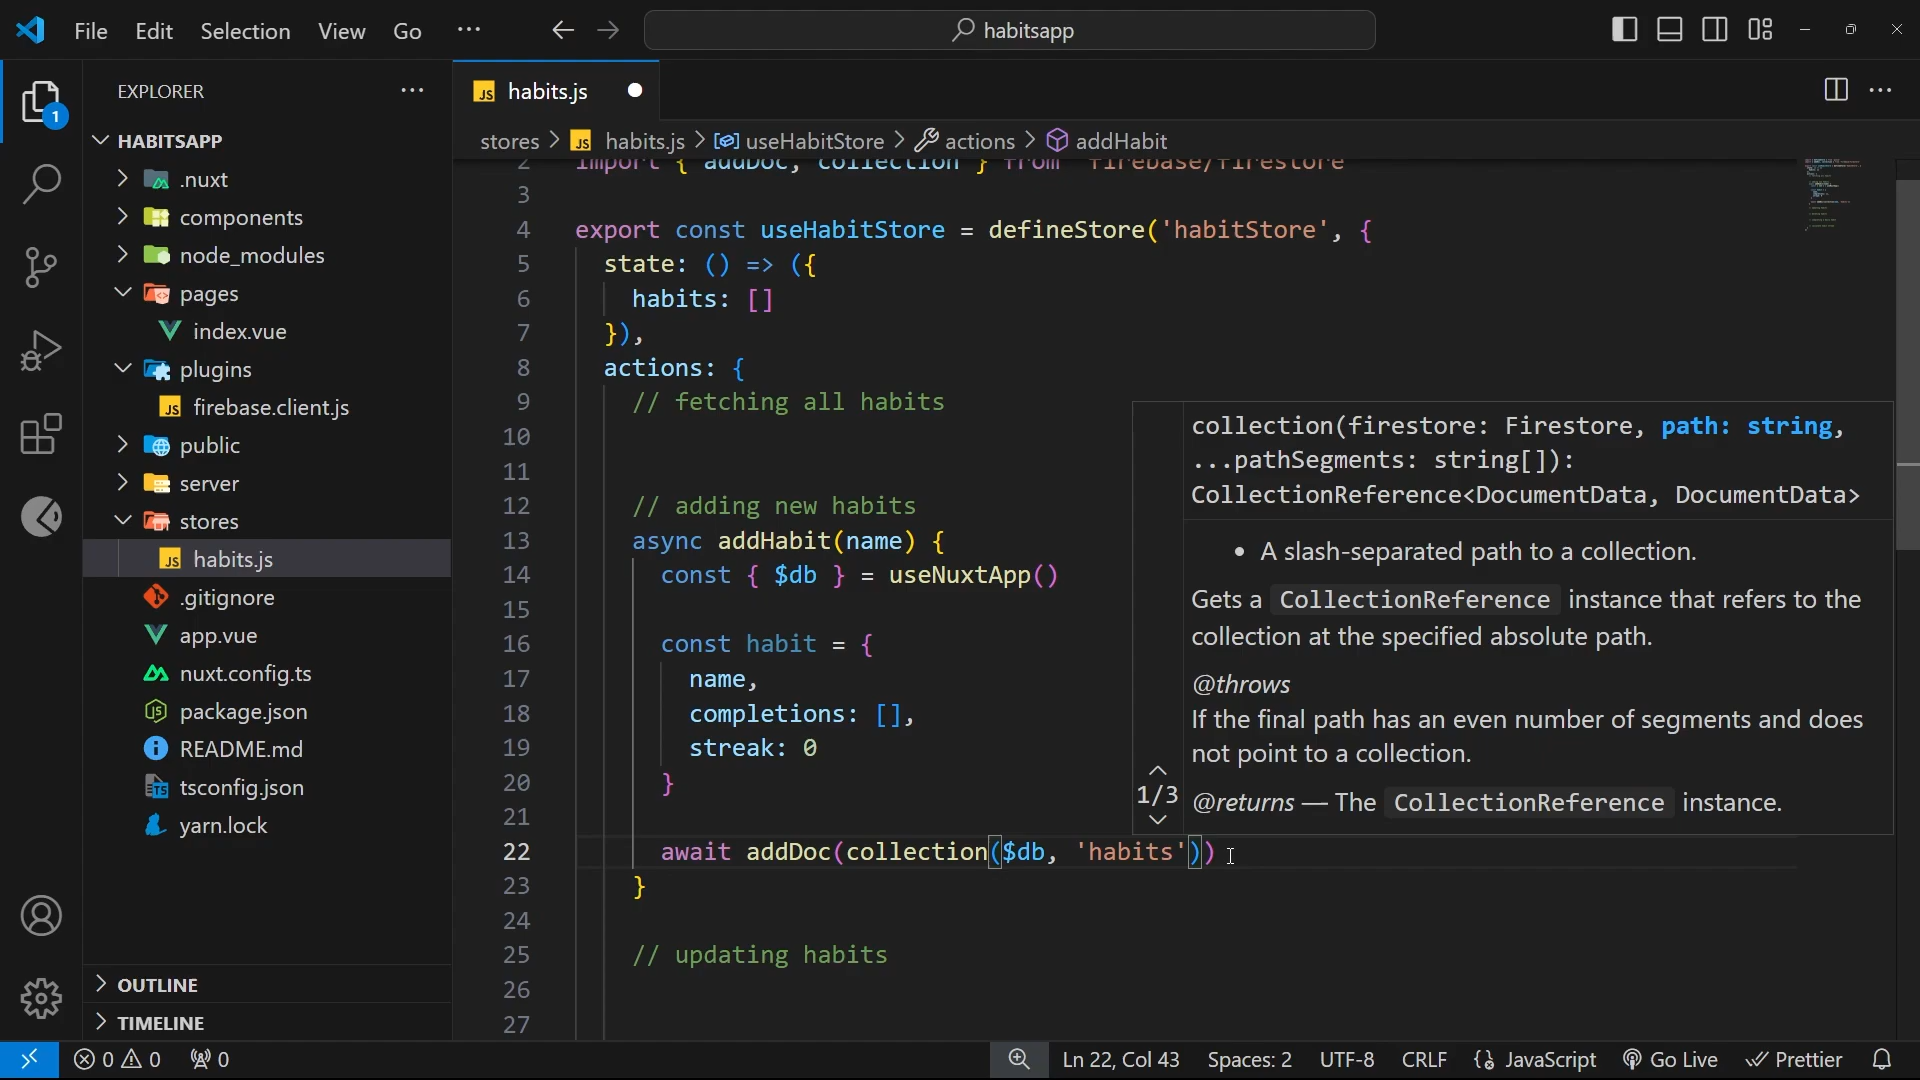 File Edit Selection View Go ··· habitsapp
EXPLORER ···
1
HABITSAPP
.nuxt
components
node_modules
pages
index.vue
plugins
firebase.client.js
public
server
stores
habits.js
.gitignore
app.vue
nuxt.config.ts
package.json
README.md
tsconfig.json
yarn.lock
OUTLINE
TIMELINE
habits.js
stores > habits.js > useHabitStore > actions > addHabit
2 import { addDoc, collection } from 'firebase/firestore'
3
4 export const useHabitStore = defineStore('habitStore', {
5 state: () => ({
6 habits: []
7 }),
8 actions: {
9 // fetching all habits
10
11
12 // adding new habits
13 async addHabit(name) {
14 const { $db } = useNuxtApp()
15
16 const habit = {
17 name,
18 completions: [],
19 streak: 0
20 }
21
22 await addDoc(collection($db, 'habits'))
23 }
24
25 // updating habits
26
27
collection(firestore: Firestore, path: string,
...pathSegments: string[]):
CollectionReference<DocumentData, DocumentData>
• A slash-separated path to a collection.
Gets a CollectionReference instance that refers to the
collection at the specified absolute path.
@throws
If the final path has an even number of segments and does
not point to a collection.
1/3
@returns — The CollectionReference instance.
0 0 0 Ln 22, Col 43 Spaces: 2 UTF-8 CRLF JavaScript Go Live Prettier